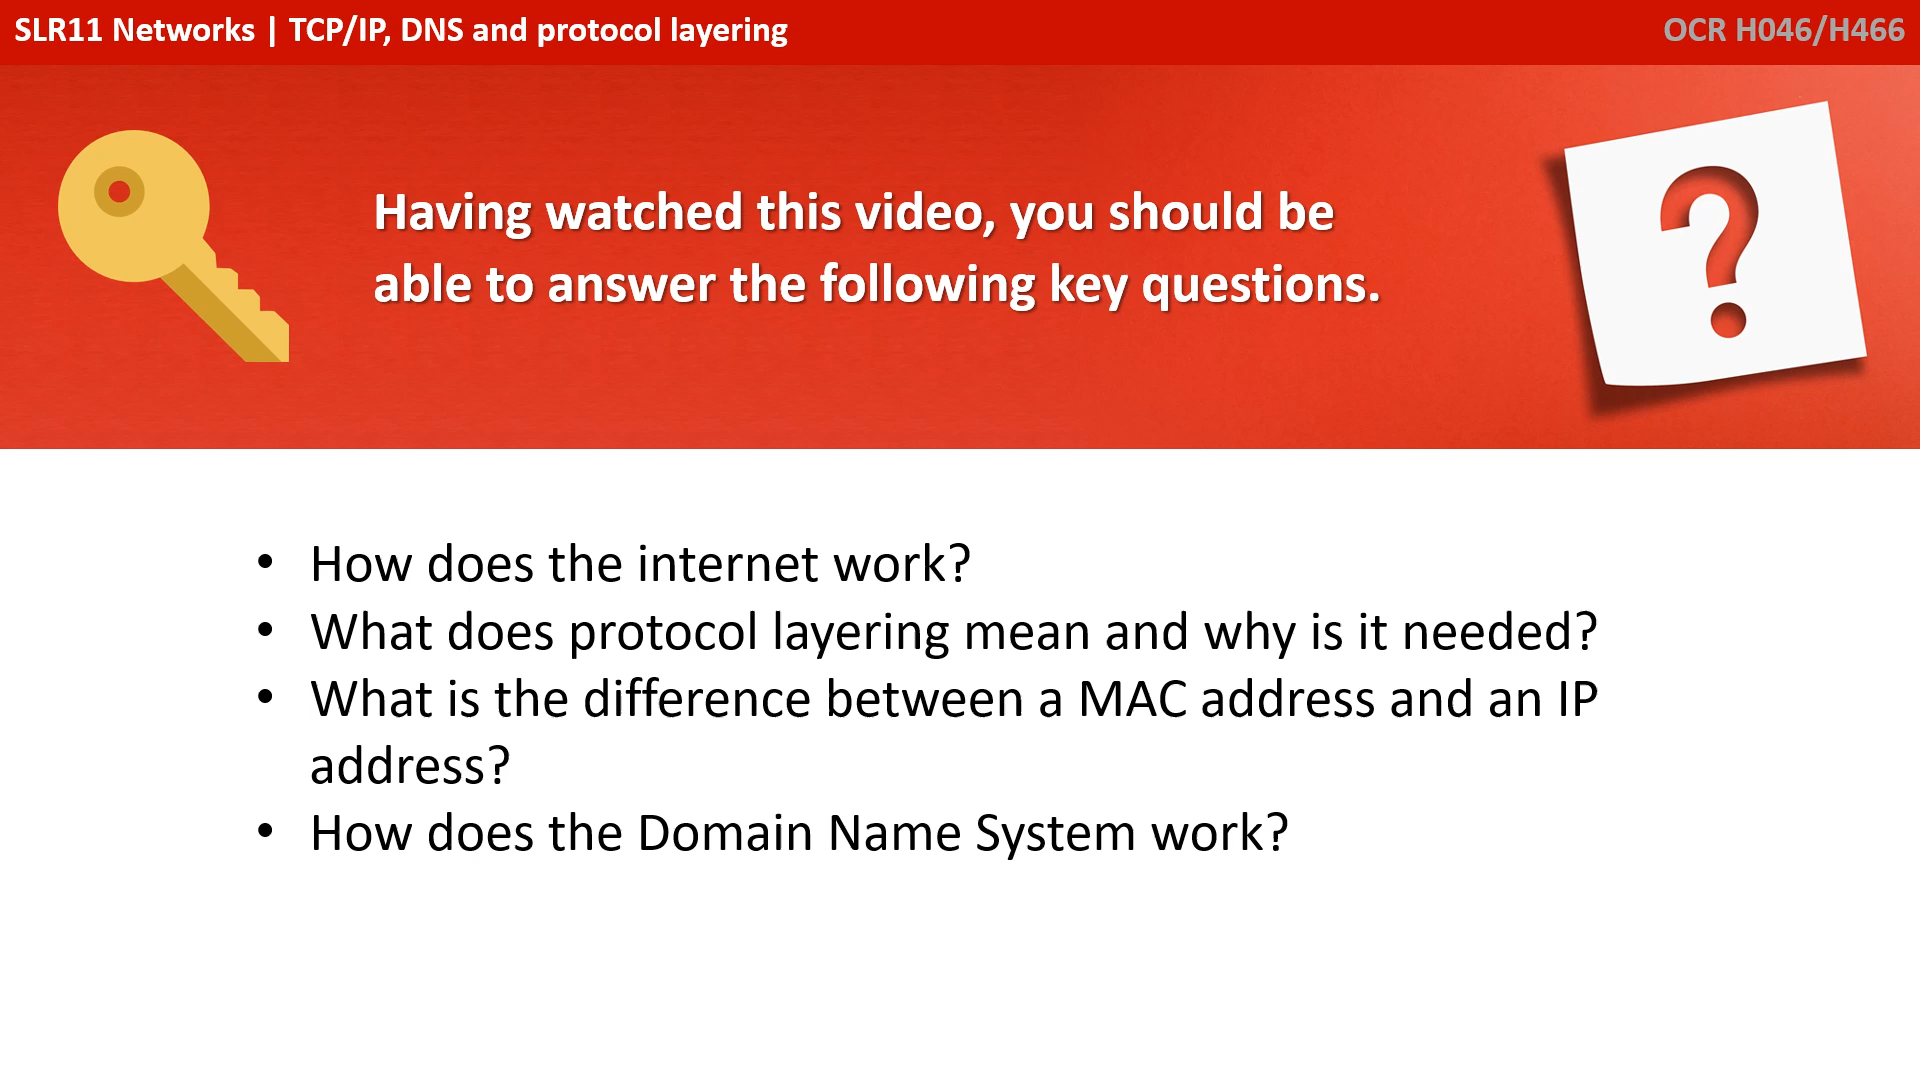 SLR11 Networks | TCP/IP, DNS and protocol layering
OCR H046/H466
Having watched this video, you should be
able to answer the following key questions.
?
• How does the internet work?
• What does protocol layering mean and why is it needed?
• What is the difference between a MAC address and an IP
address?
• How does the Domain Name System work?